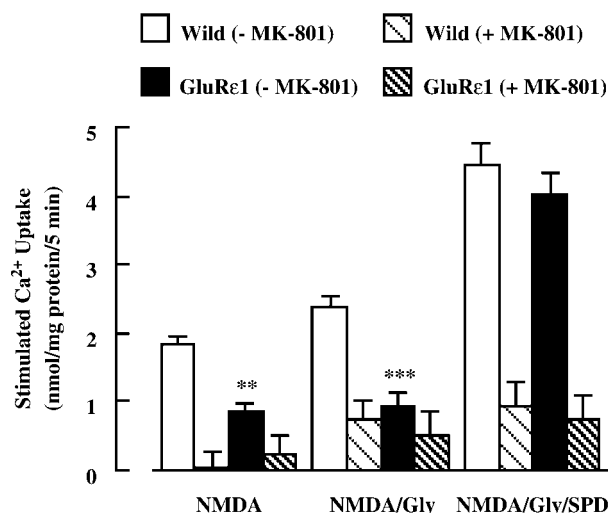 Wild (- MK-801)
Wild (+ MK-801)
GluRε1 (- MK-801)
GluRε1 (+ MK-801)
Stimulated Ca²⁺ Uptake
(nmol/mg protein/5 min)
5
4
3
2
1
0
**
***
NMDA
NMDA/Gly
NMDA/Gly/SPD